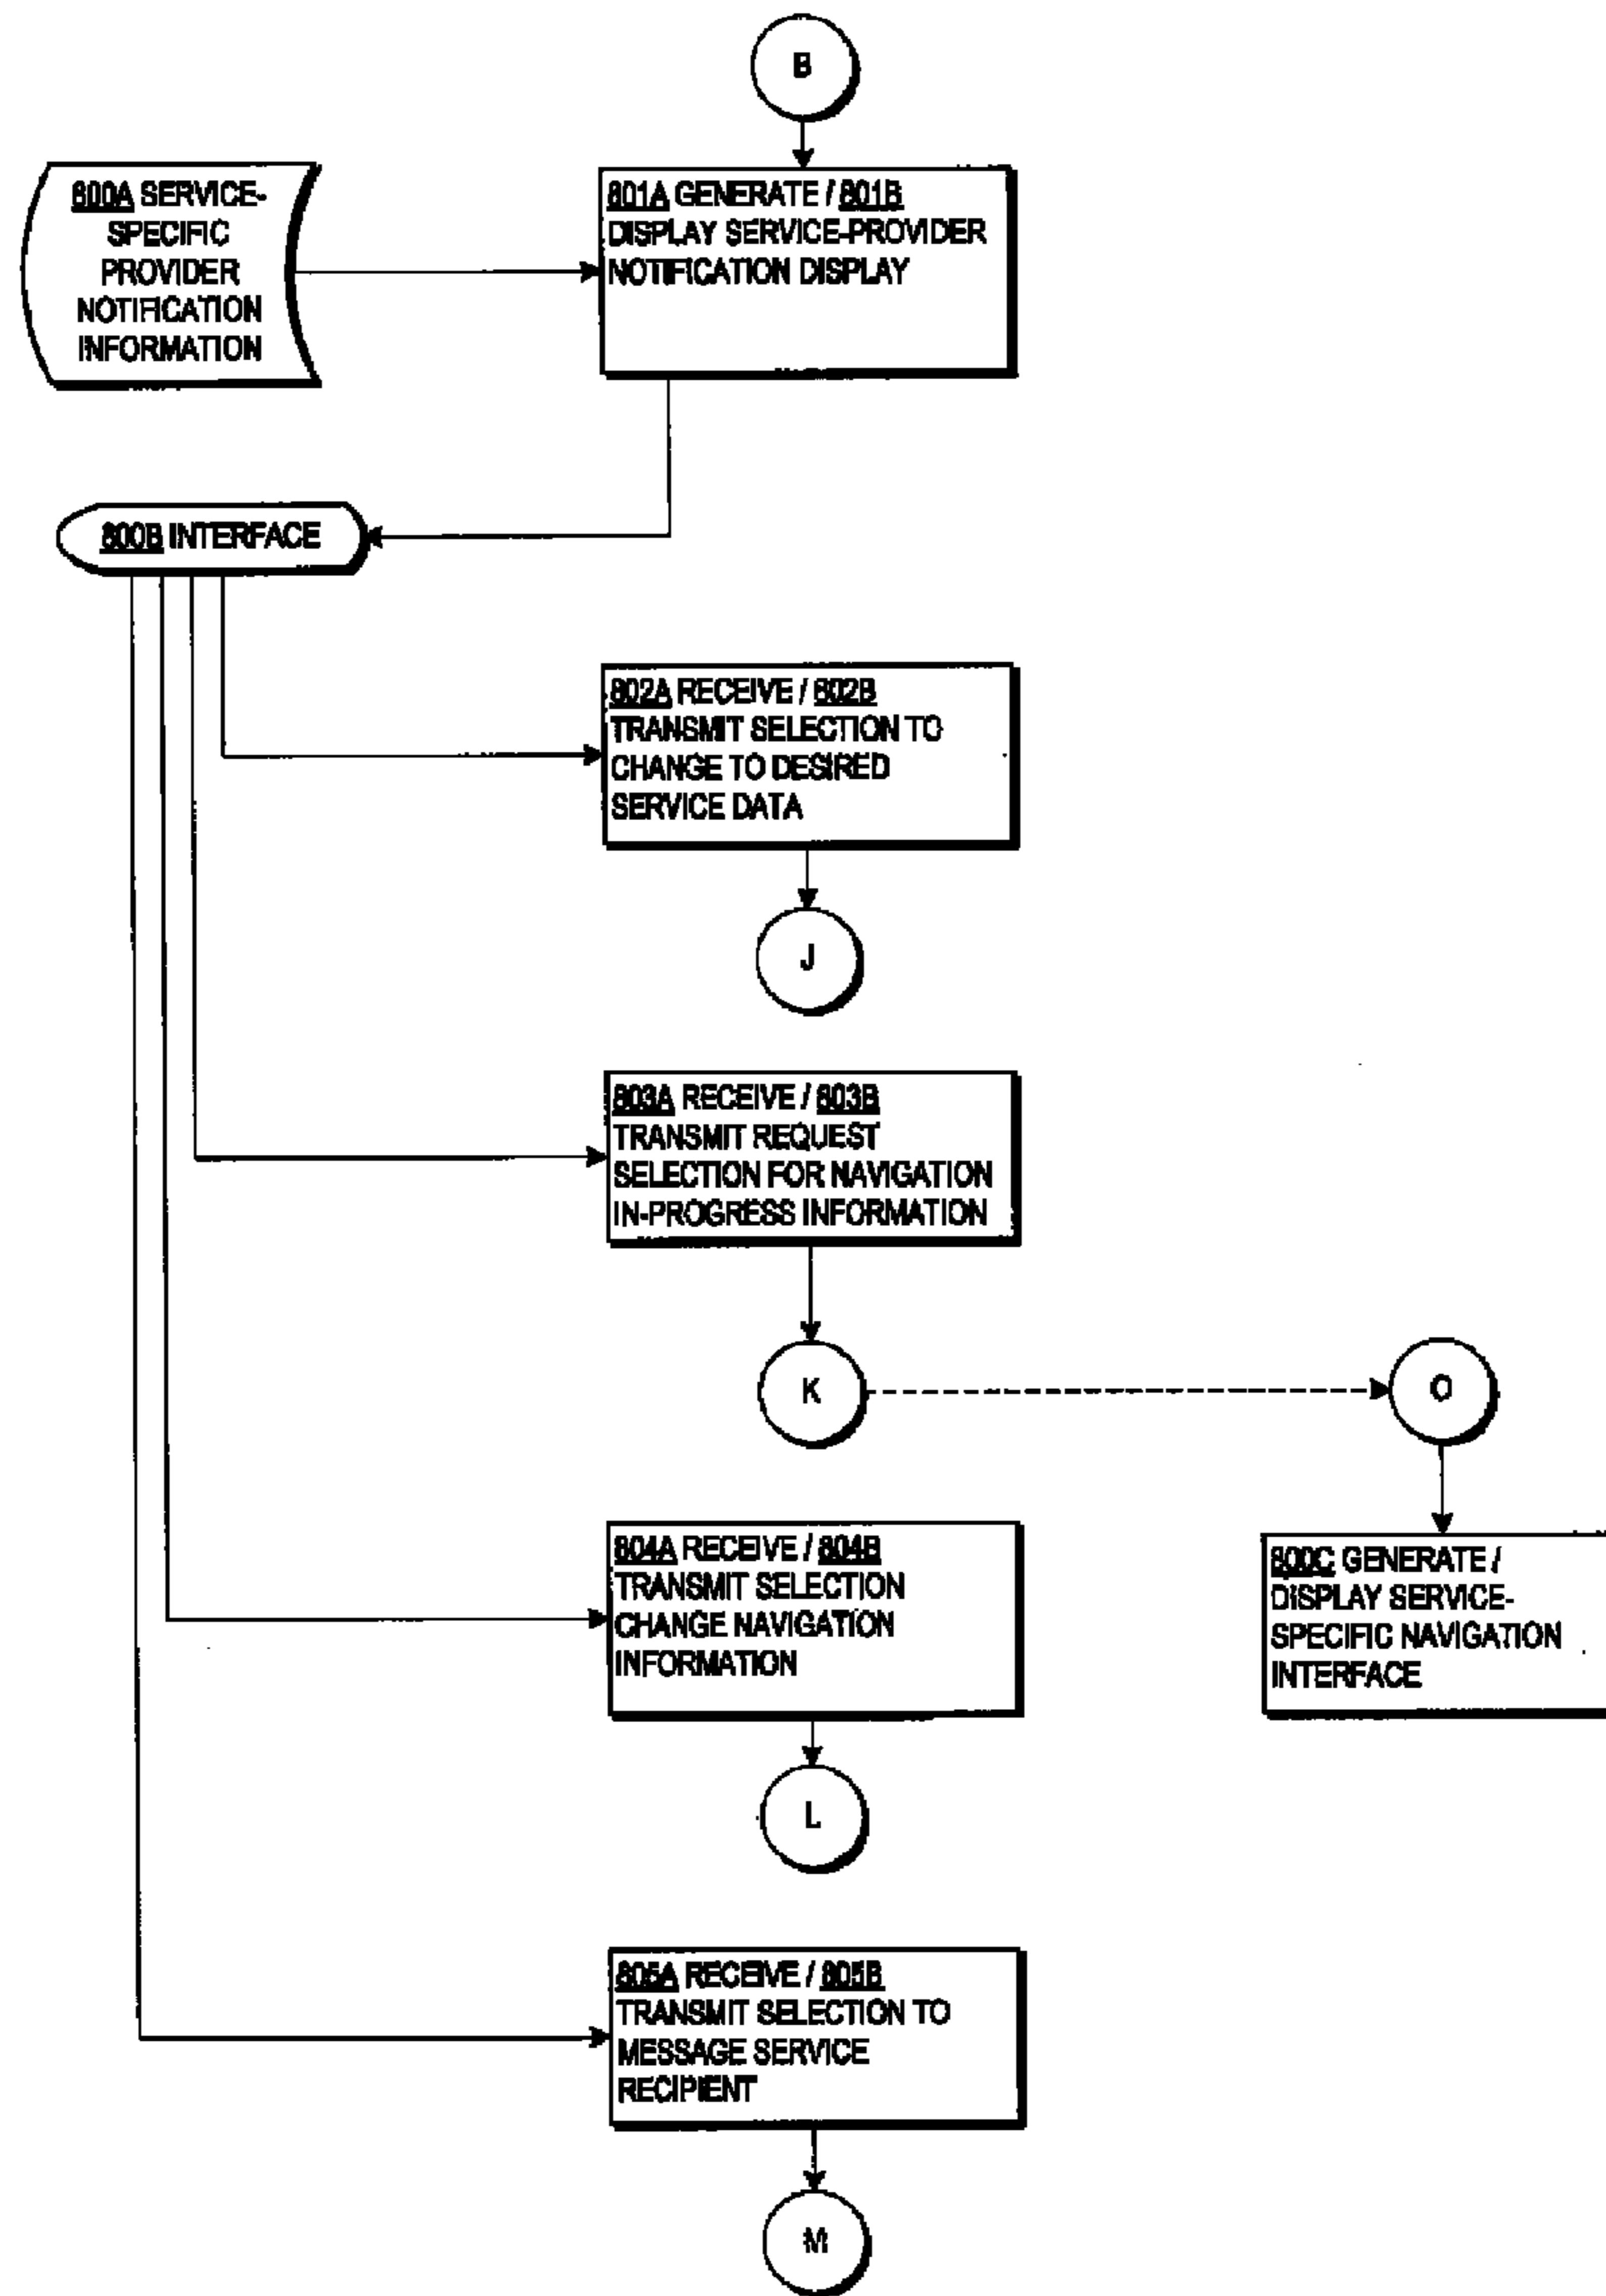 B
800A SERVICE-
SPECIFIC
PROVIDER
NOTIFICATION
INFORMATION
801A GENERATE / 801B
DISPLAY SERVICE-PROVIDER
NOTIFICATION DISPLAY
800B INTERFACE
802A RECEIVE / 802B
TRANSMIT SELECTION TO
CHANGE TO DESIRED
SERVICE DATA
J
803A RECEIVE / 803B
TRANSMIT REQUEST
SELECTION FOR NAVIGATION
IN-PROGRESS INFORMATION
K
O
804A RECEIVE / 804B
TRANSMIT SELECTION
CHANGE NAVIGATION
INFORMATION
800C GENERATE /
DISPLAY SERVICE-
SPECIFIC NAVIGATION
INTERFACE
L
805A RECEIVE / 805B
TRANSMIT SELECTION TO
MESSAGE SERVICE
RECIPIENT
M